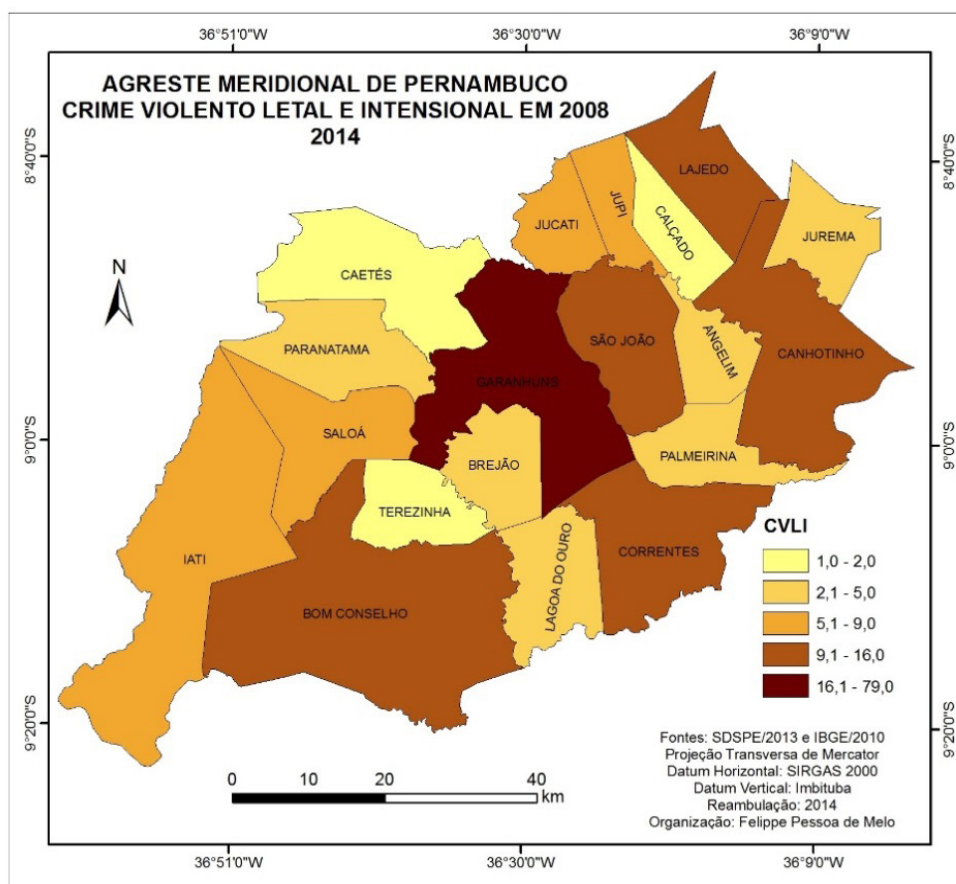 36°51'0"W
36°30'0"W
36°9'0"W
AGRESTE MERIDIONAL DE PERNAMBUCO
CRIME VIOLENTO LETAL E INTENSIONAL EM 2008
2014
8°40'0"S
8°40'0"S
LAJEDO
JUPI
JUCATI
CALÇADO
JUREMA
N
CAETÉS
PARANATAMA
SÃO JOÃO
ANGELIM
CANHOTINHO
GARANHUNS
SALOÁ
9°0'0"S
9°0'0"S
BREJÃO
PALMEIRINA
TEREZINHA
IATI
BOM CONSELHO
LAGOA DO OURO
CORRENTES
CVLI
1,0 - 2,0
2,1 - 5,0
5,1 - 9,0
9,1 - 16,0
16,1 - 79,0
9°20'0"S
9°20'0"S
Fontes: SDSPE/2013 e IBGE/2010
Projeção Transversa de Mercator
Datum Horizontal: SIRGAS 2000
Datum Vertical: Imbituba
Reambulação: 2014
Organização: Felippe Pessoa de Melo
0 10 20 30 40
km
36°51'0"W
36°30'0"W
36°9'0"W